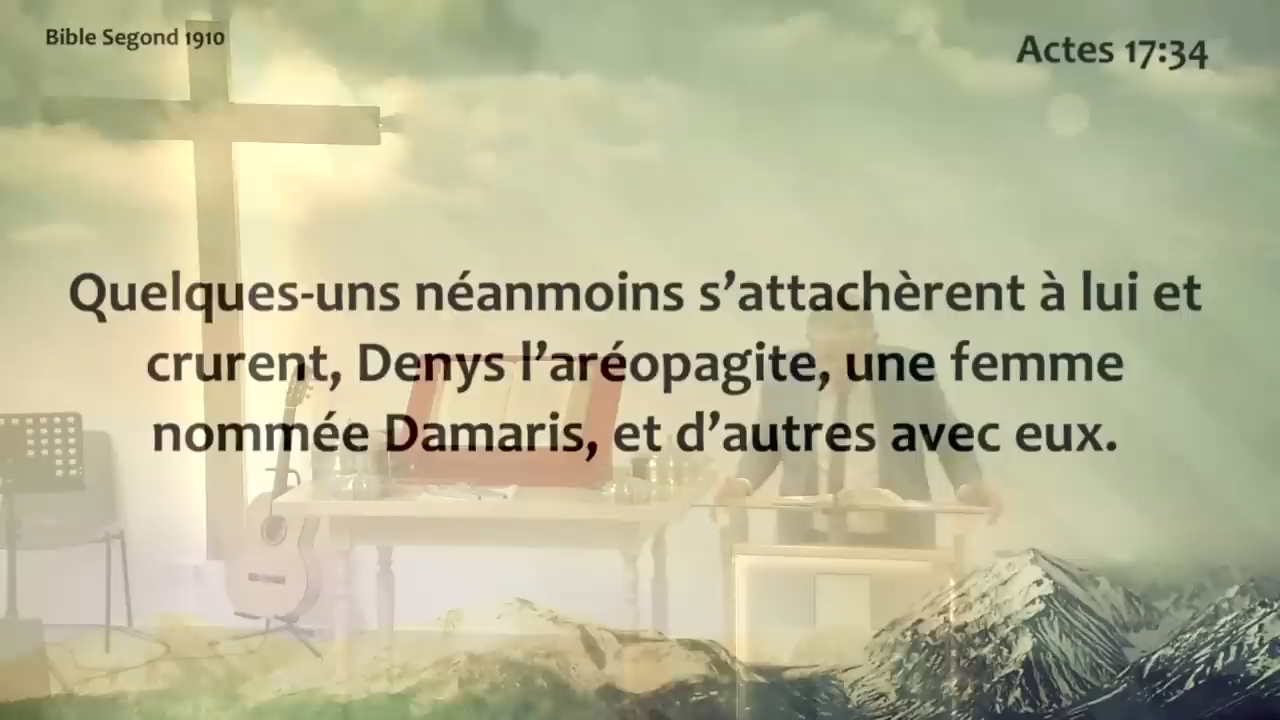 Bible Segond 1910
Actes 17:34
Quelques-uns néanmoins s’attachèrent à lui et
crurent, Denys l’aréopagite, une femme
nommée Damaris, et d’autres avec eux.